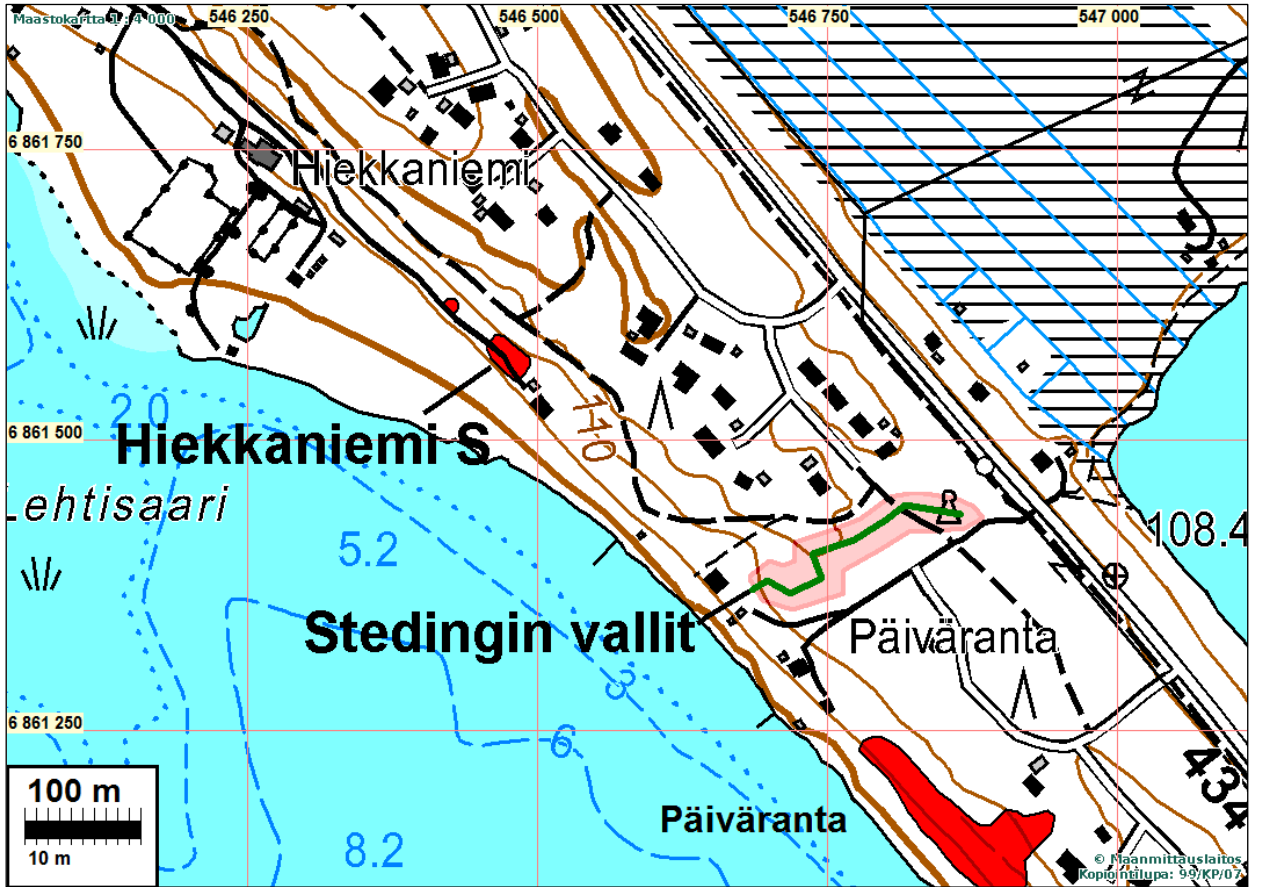 Maastokartta 1 : 4 000
546 250
546 500
546 750
547 000
6 861 750
Hiekkaniemi
2.0
110
6 861 500
Hiekkaniemi S
Lehtisaari
5.2
R
108.4
Stedingin vallit
Päiväranta
3
6
6 861 250
434
100 m
10 m
8.2
Päiväranta
© Maanmittauslaitos
Kopiointilupa: 99/KP/07